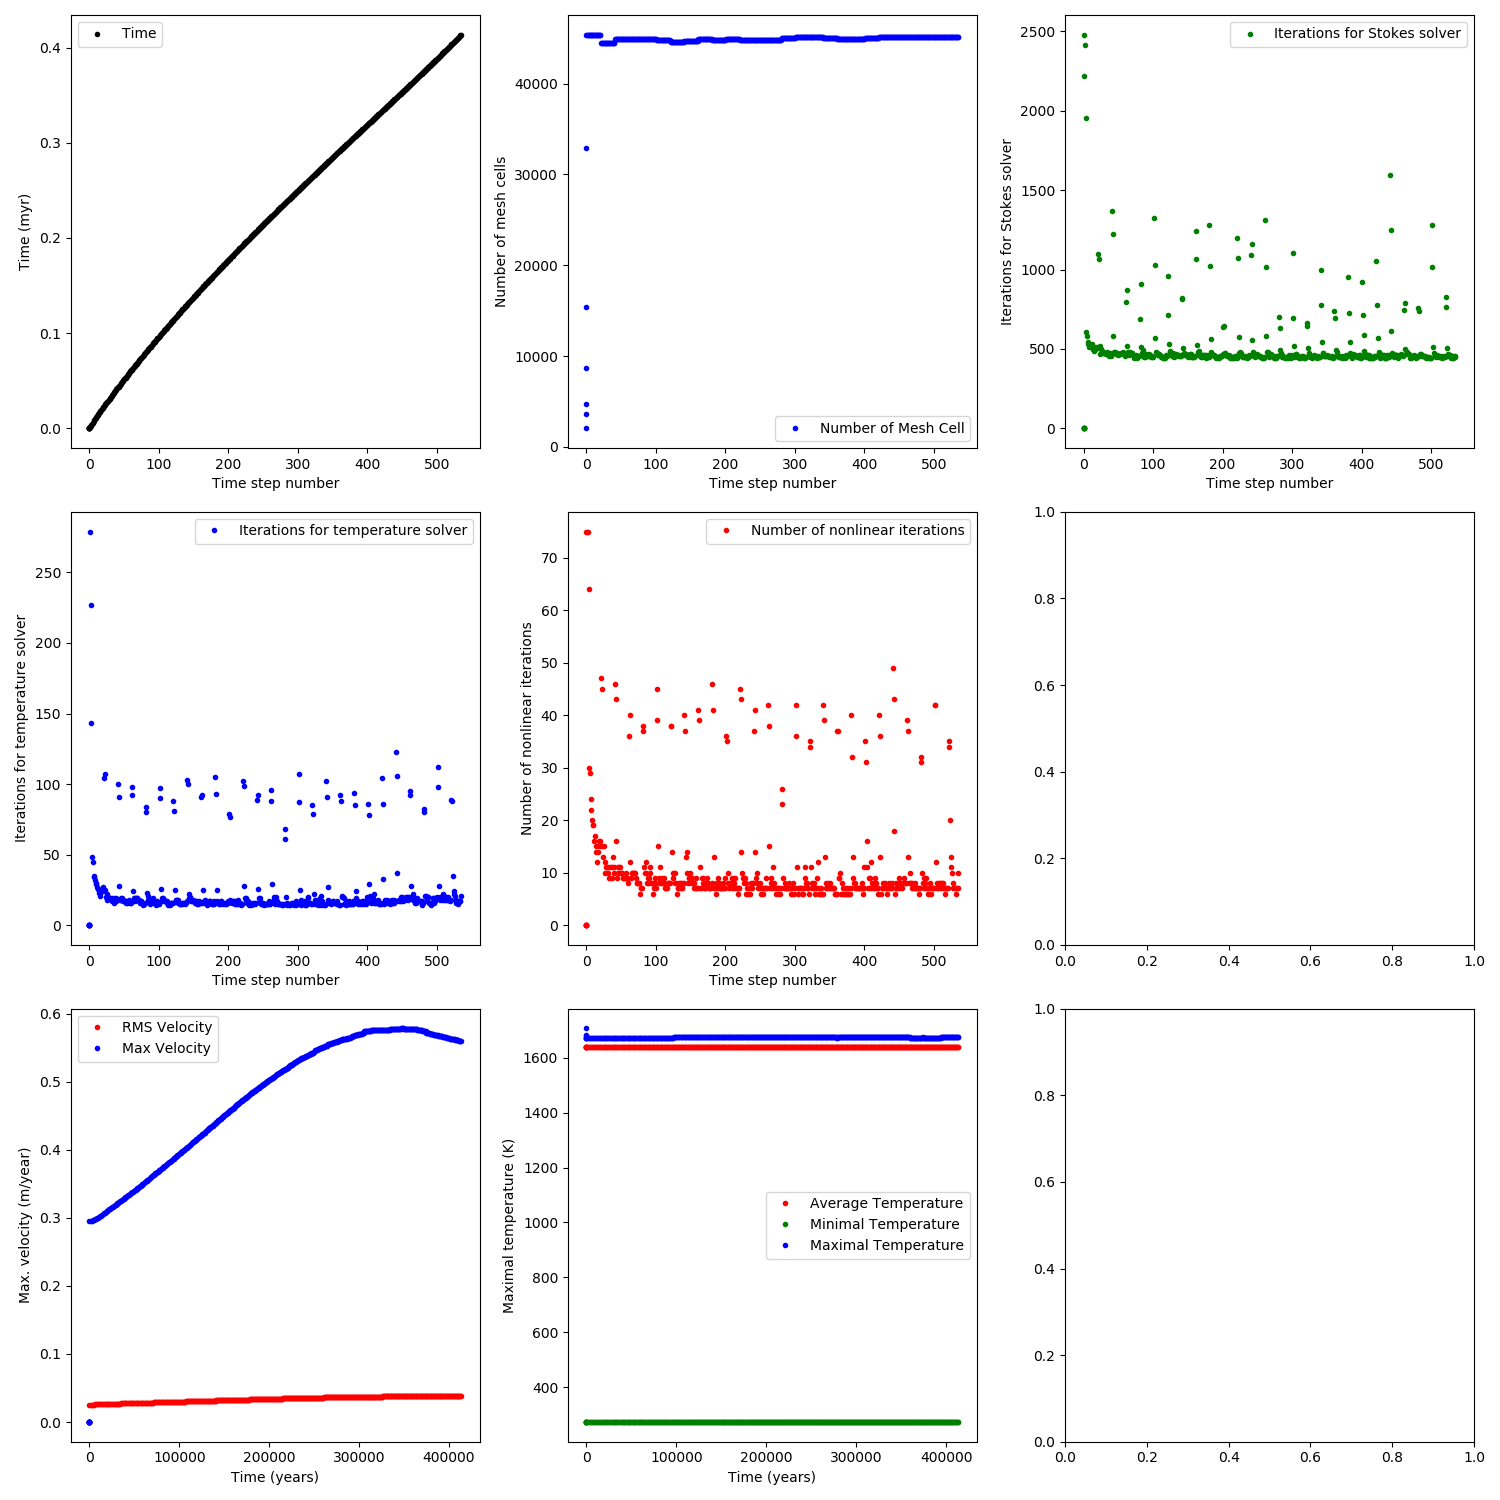 Time
0.4
0.3
0.2
0.1
0.0
Time (myr)
0 100 200 300 400 500
Time step number
40000
30000
20000
10000
0
Number of mesh cells
Number of Mesh Cell
0 100 200 300 400 500
Time step number
Iterations for Stokes solver
2500
2000
1500
1000
500
0
Iterations for Stokes solver
0 100 200 300 400 500
Time step number
Iterations for temperature solver
250
200
150
100
50
0
Iterations for temperature solver
0 100 200 300 400 500
Time step number
Number of nonlinear iterations
70
60
50
40
30
20
10
0
Number of nonlinear iterations
0 100 200 300 400 500
Time step number
1.0
0.8
0.6
0.4
0.2
0.0
0.0 0.2 0.4 0.6 0.8 1.0
RMS Velocity
Max Velocity
0.6
0.5
0.4
0.3
0.2
0.1
0.0
Max. velocity (m/year)
0 100000 200000 300000 400000
Time (years)
1600
1400
1200
1000
800
600
400
Maximal temperature (K)
Average Temperature
Minimal Temperature
Maximal Temperature
0 100000 200000 300000 400000
Time (years)
1.0
0.8
0.6
0.4
0.2
0.0
0.0 0.2 0.4 0.6 0.8 1.0